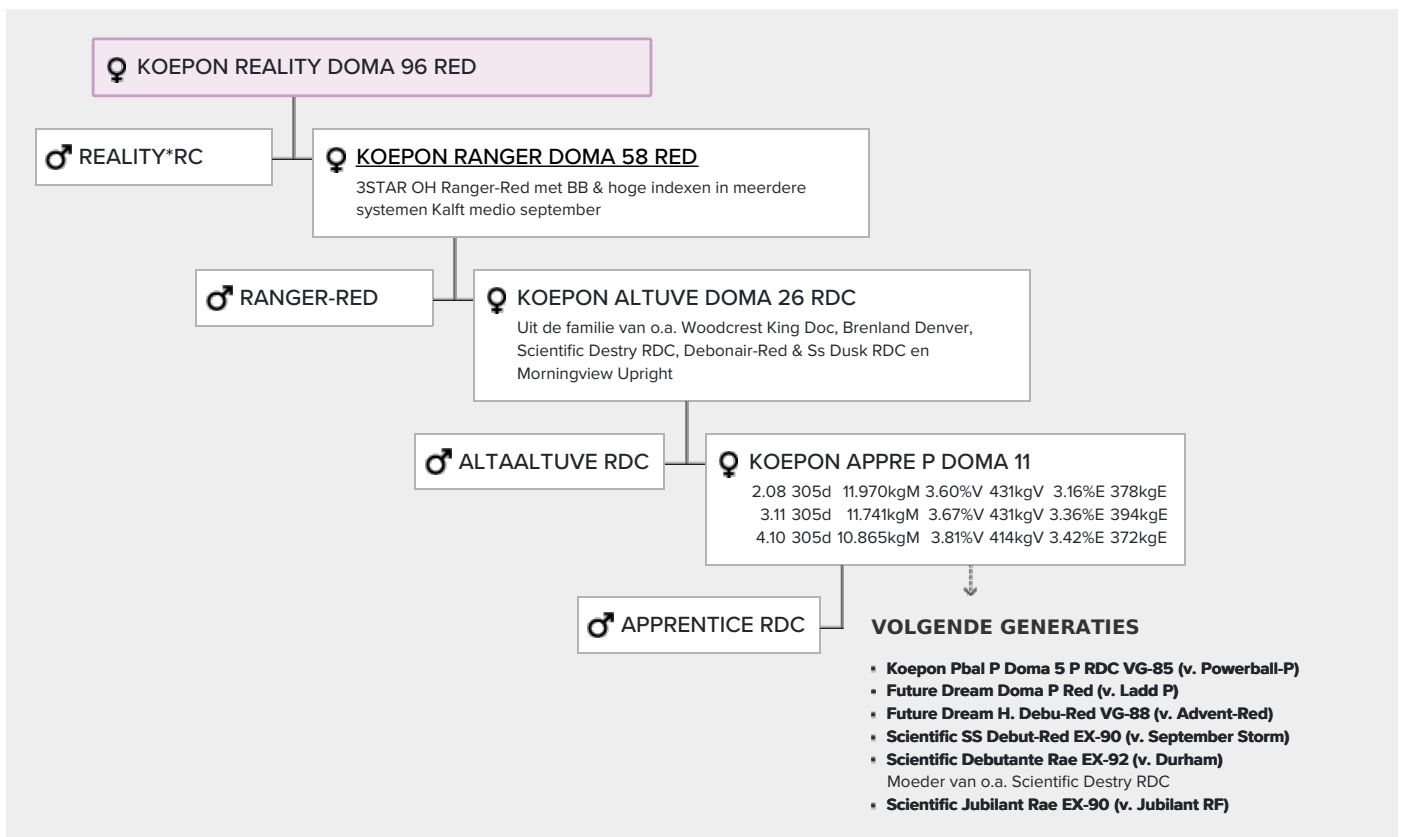 KOEPON REALITY DOMA 96 RED
REALITY*RC
KOEPON RANGER DOMA 58 RED
3STAR OH Ranger-Red met BB & hoge indexen in meerdere
systemen Kalft medio september
RANGER-RED
KOEPON ALTUVE DOMA 26 RDC
Uit de familie van o.a. Woodcrest King Doc, Brenland Denver,
Scientific Destry RDC, Debonair-Red & Ss Dusk RDC en
Morningview Upright
ALTAALTUVE RDC
KOEPON APPRE P DOMA 11
2.08 305d 11.970kgM 3.60%V 431kgV 3.16%E 378kgE
3.11 305d 11.741kgM 3.67%V 431kgV 3.36%E 394kgE
4.10 305d 10.865kgM 3.81%V 414kgV 3.42%E 372kgE
APPRENTICE RDC
VOLGENDE GENERATIES
Koepon Pbal P Doma 5 P RDC VG-85 (v. Powerball-P)
Future Dream Doma P Red (v. Ladd P)
Future Dream H. Debu-Red VG-88 (v. Advent-Red)
Scientific SS Debut-Red EX-90 (v. September Storm)
Scientific Debutante Rae EX-92 (v. Durham)
Moeder van o.a. Scientific Destry RDC
Scientific Jubilant Rae EX-90 (v. Jubilant RF)